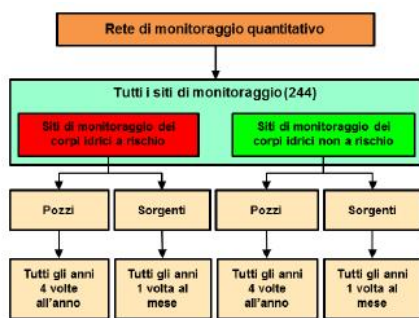 Rete di monitoraggio quantitativo
Tutti i siti di monitoraggio (244)
Siti di monitoraggio dei
corpi idrici a rischio
Siti di monitoraggio dei
corpi idrici non a rischio
Pozzi
Sorgenti
Pozzi
Sorgenti
Tutti gli anni
4 volte
all'anno
Tutti gli anni
1 volta al
mese
Tutti gli anni
4 volte
all'anno
Tutti gli anni
1 volta al
mese